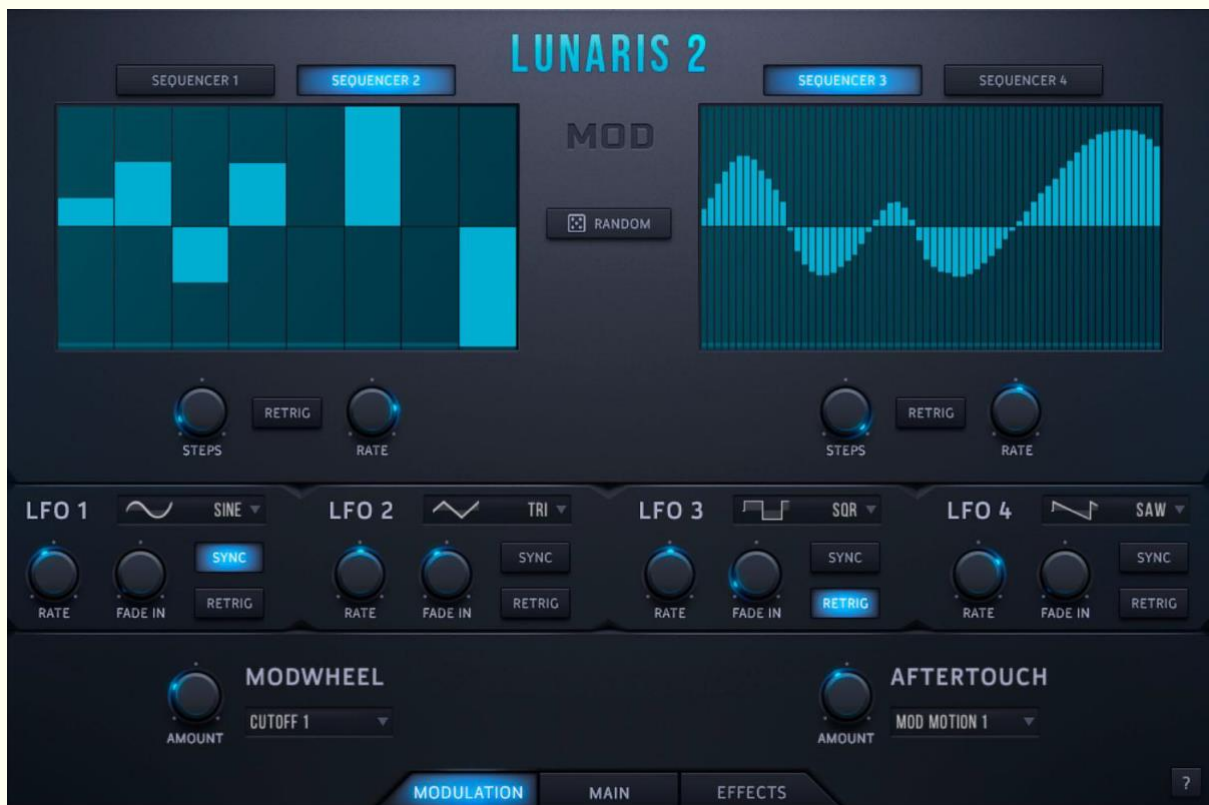 LUNARIS 2
SEQUENCER 1
SEQUENCER 2
SEQUENCER 3
SEQUENCER 4
MOD
RANDOM
STEPS
RETRIG
RATE
STEPS
RETRIG
RATE
LFO 1
SINE
SYNC
RETRIG
RATE
FADE IN
LFO 2
TRI
SYNC
RETRIG
RATE
FADE IN
LFO 3
SQR
SYNC
RETRIG
RATE
FADE IN
LFO 4
SAW
SYNC
RETRIG
RATE
FADE IN
MODWHEEL
CUTOFF 1
AMOUNT
AFTERTOUCH
MOD MOTION 1
AMOUNT
MODULATION
MAIN
EFFECTS
?